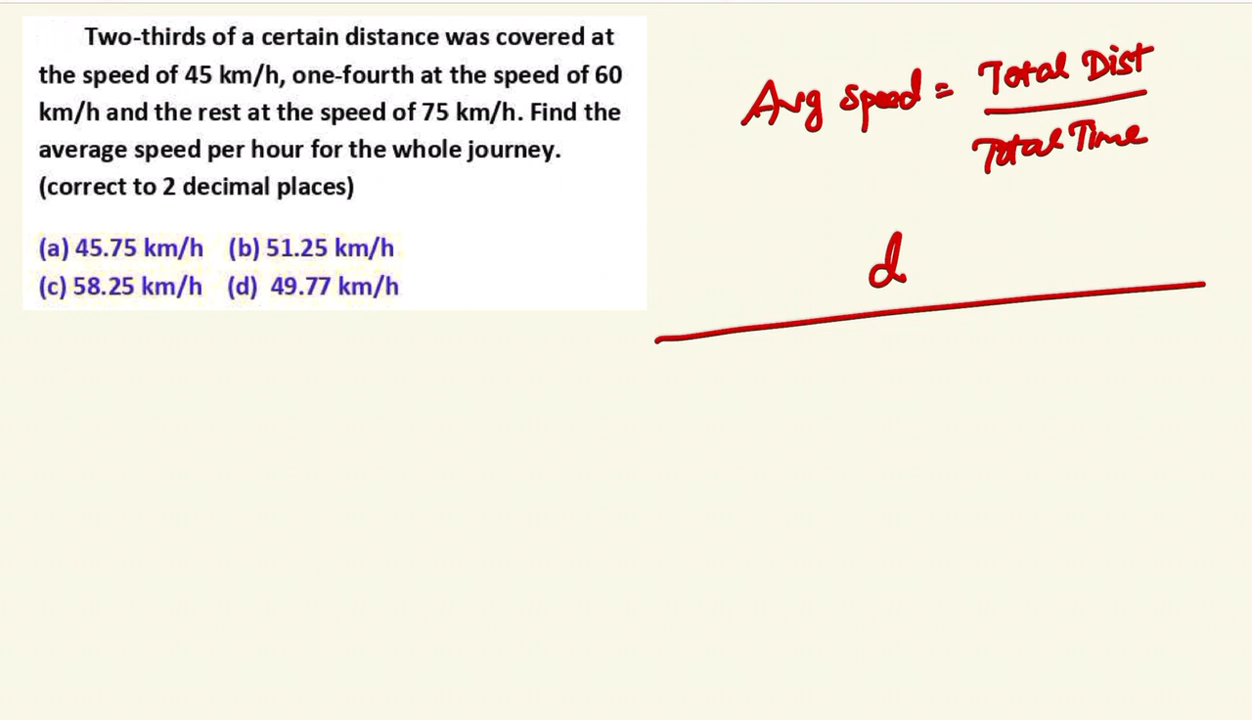 Two-thirds of a certain distance was covered at
the speed of 45 km/h, one-fourth at the speed of 60
km/h and the rest at the speed of 75 km/h. Find the
average speed per hour for the whole journey.
(correct to 2 decimal places)
(a) 45.75 km/h (b) 51.25 km/h
(c) 58.25 km/h (d) 49.77 km/h
Avg speed = Total Dist
Total Time
d